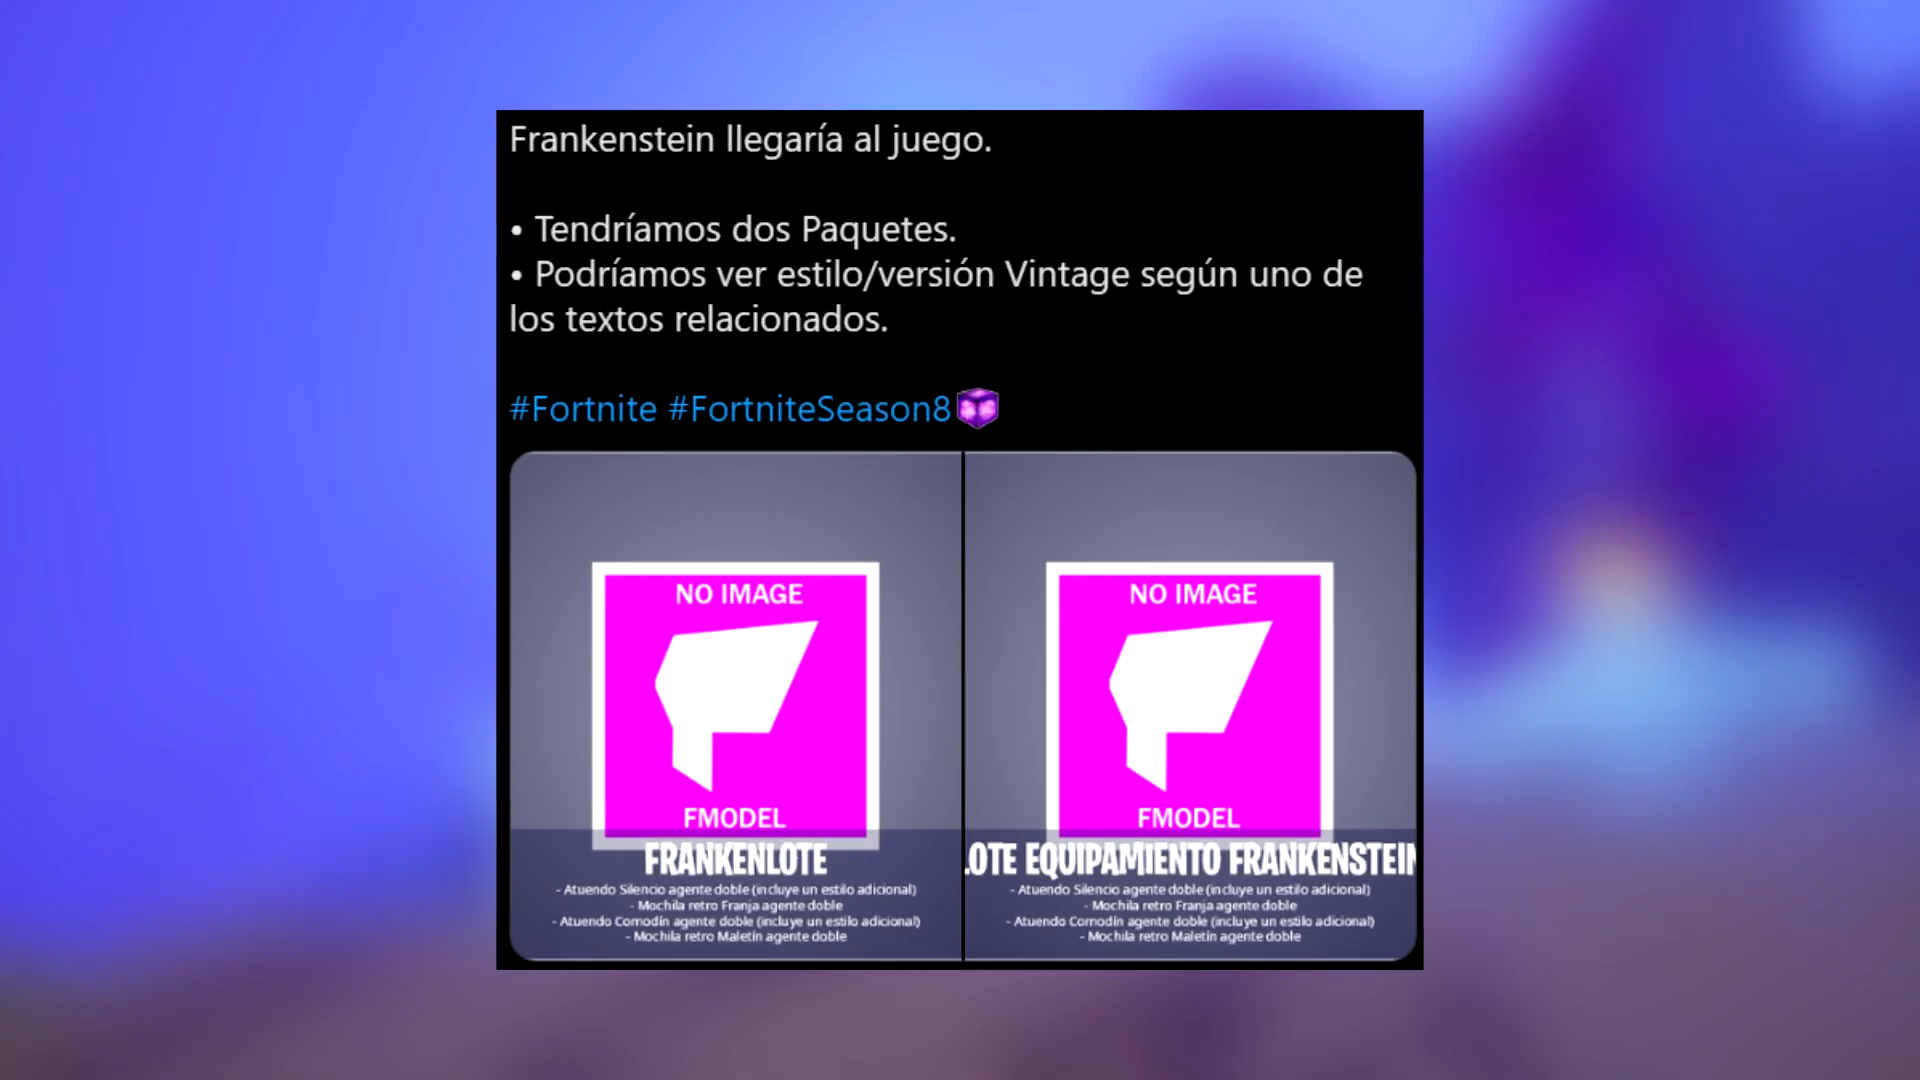 Frankenstein llegaría al juego.
• Tendríamos dos Paquetes.
• Podríamos ver estilo/versión Vintage según uno de
los textos relacionados.
#Fortnite #FortniteSeason8
NO IMAGE
FMODEL
FRANKENLOTE
- Atuendo Silencio agente doble (incluye un estilo adicional)
- Mochila retro Franja agente doble
- Atuendo Comodín agente doble (incluye un estilo adicional)
- Mochila retro Maletín agente doble
NO IMAGE
FMODEL
LOTE EQUIPAMIENTO FRANKENSTEIN
- Atuendo Silencio agente doble (incluye un estilo adicional)
- Mochila retro Franja agente doble
- Atuendo Comodín agente doble (incluye un estilo adicional)
- Mochila retro Maletín agente doble